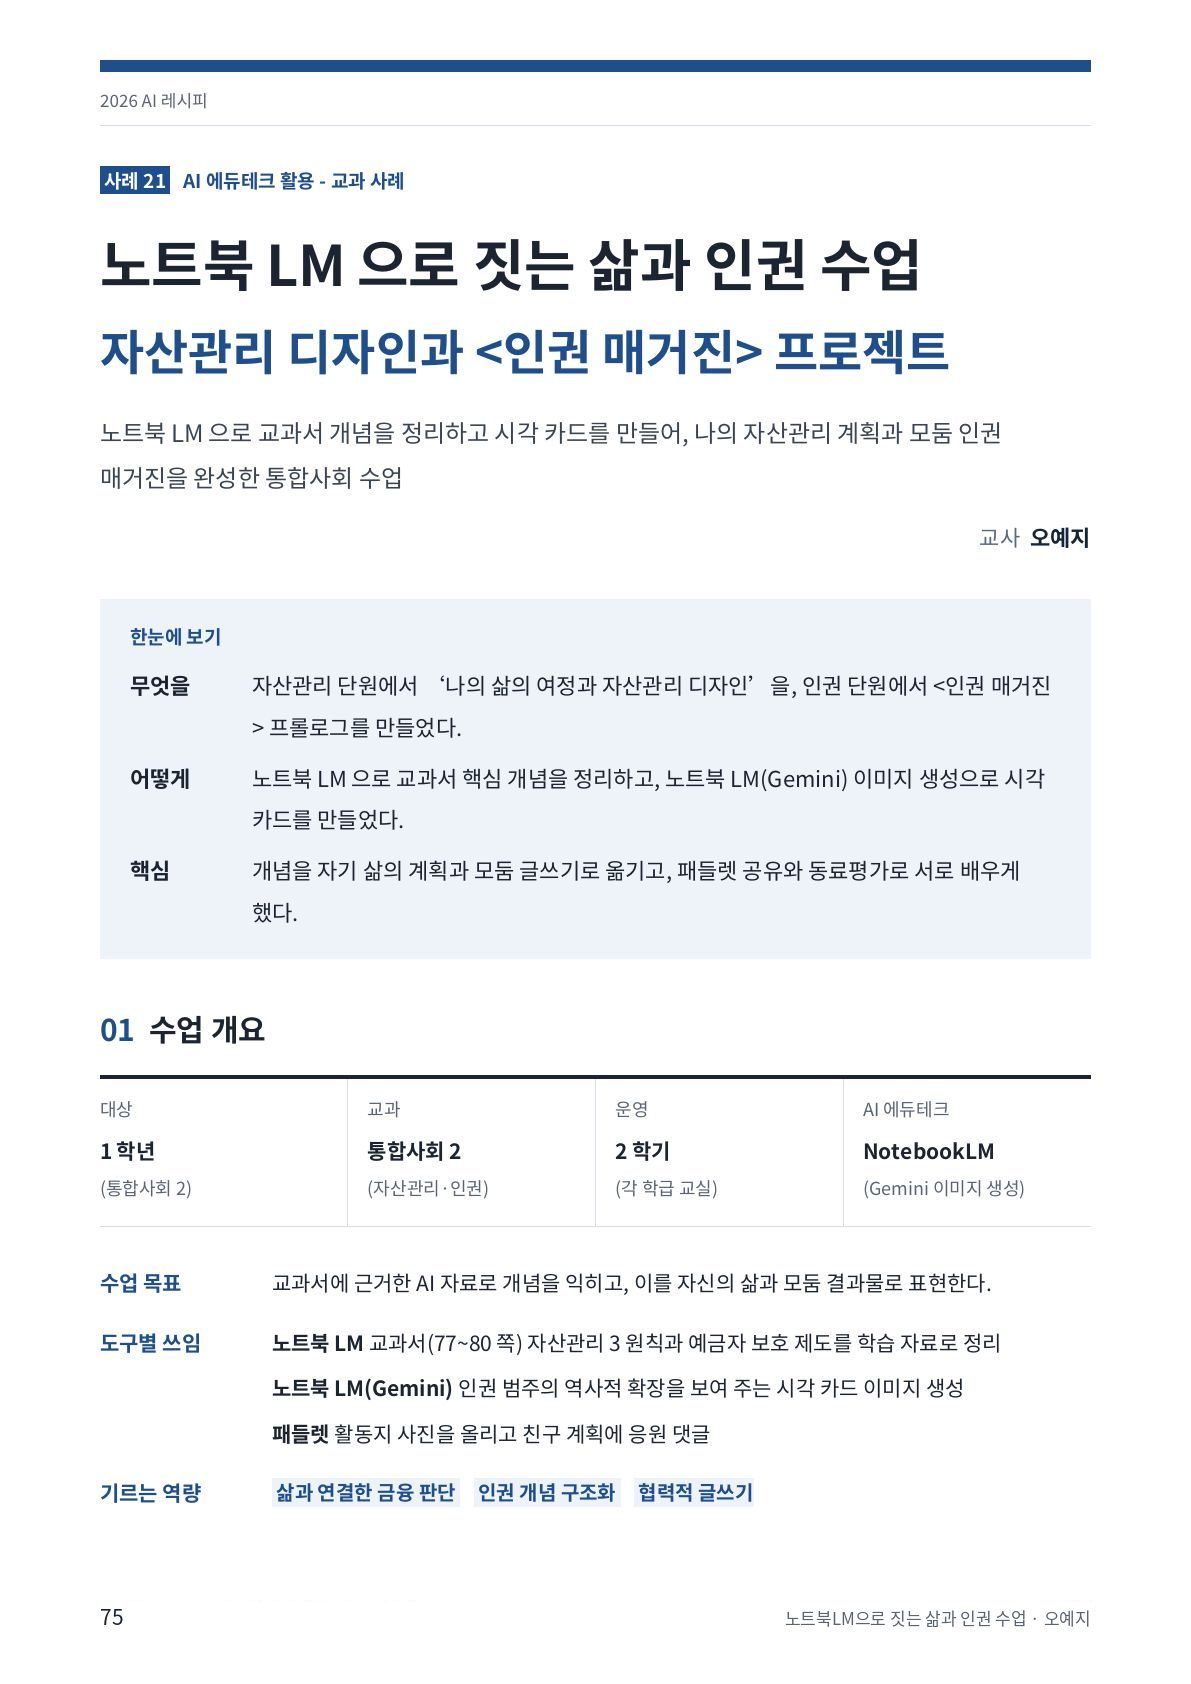 2026 AI 레시피
사례 21 AI 에듀테크 활용 - 교과 사례
노트북 LM 으로 짓는 삶과 인권 수업
자산관리 디자인과 <인권 매거진> 프로젝트
노트북 LM 으로 교과서 개념을 정리하고 시각 카드를 만들어, 나의 자산관리 계획과 모둠 인권
매거진을 완성한 통합사회 수업
교사 오예지
한눈에 보기
무엇을 자산관리 단원에서 ‘나의 삶의 여정과 자산관리 디자인’ 을, 인권 단원에서 <인권 매거진
> 프롤로그를 만들었다.
어떻게 노트북 LM 으로 교과서 핵심 개념을 정리하고, 노트북 LM(Gemini) 이미지 생성으로 시각
카드를 만들었다.
핵심 개념을 자기 삶의 계획과 모둠 글쓰기로 옮기고, 패들렛 공유와 동료평가로 서로 배우게
했다.
01 수업 개요
대상 교과 운영 AI 에듀테크
1 학년 통합사회 2 2 학기 NotebookLM
(통합사회 2) (자산관리·인권) (각 학급 교실) (Gemini 이미지 생성)
수업 목표 교과서에 근거한 AI 자료로 개념을 익히고, 이를 자신의 삶과 모둠 결과물로 표현한다.
도구별 쓰임 노트북 LM 교과서(77~80 쪽) 자산관리 3 원칙과 예금자 보호 제도를 학습 자료로 정리
노트북 LM(Gemini) 인권 범주의 역사적 확장을 보여 주는 시각 카드 이미지 생성
패들렛 활동지 사진을 올리고 친구 계획에 응원 댓글
기르는 역량 삶과 연결한 금융 판단 인권 개념 구조화 협력적 글쓰기
75 노트북LM으로 짓는 삶과 인권 수업 · 오예지